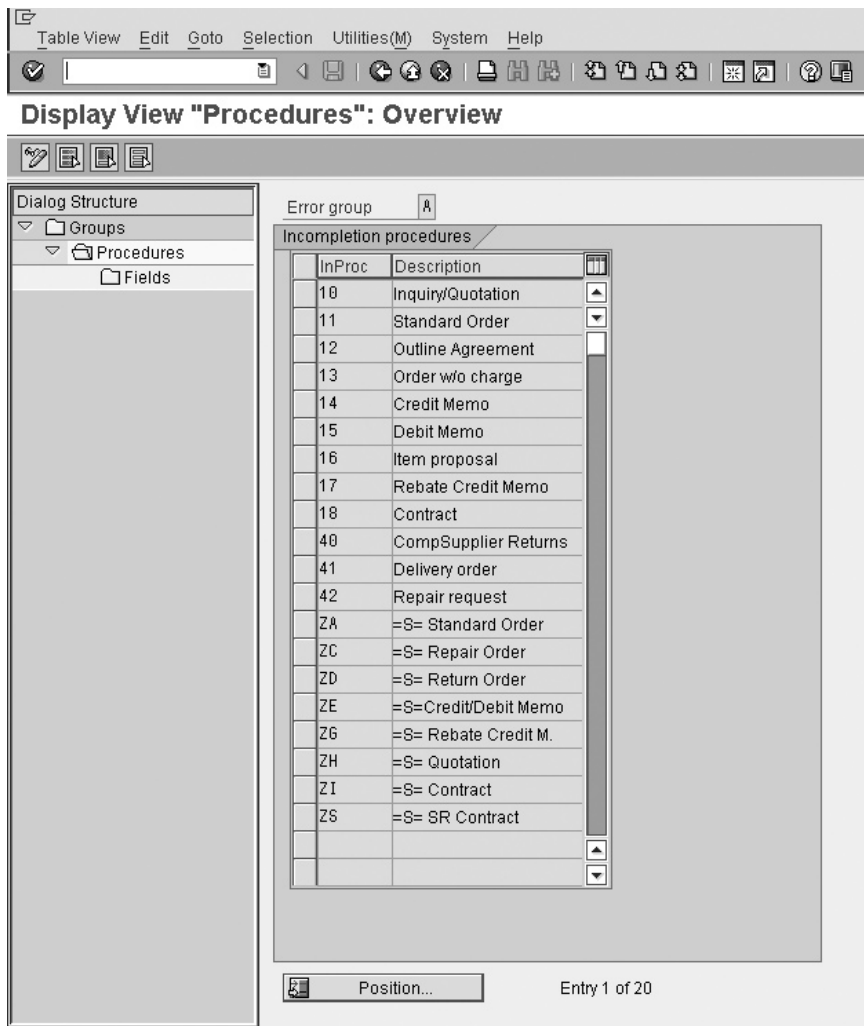 Table View Edit Goto Selection Utilities(M) System Help
Display View "Procedures": Overview
Dialog Structure
Groups
Procedures
Fields
Error group A
Incompletion procedures
InProc Description
10 Inquiry/Quotation
11 Standard Order
12 Outline Agreement
13 Order w/o charge
14 Credit Memo
15 Debit Memo
16 Item proposal
17 Rebate Credit Memo
18 Contract
40 CompSupplier Returns
41 Delivery order
42 Repair request
ZA =S= Standard Order
ZC =S= Repair Order
ZD =S= Return Order
ZE =S=Credit/Debit Memo
ZG =S= Rebate Credit M.
ZH =S= Quotation
ZI =S= Contract
ZS =S= SR Contract
Position... Entry 1 of 20